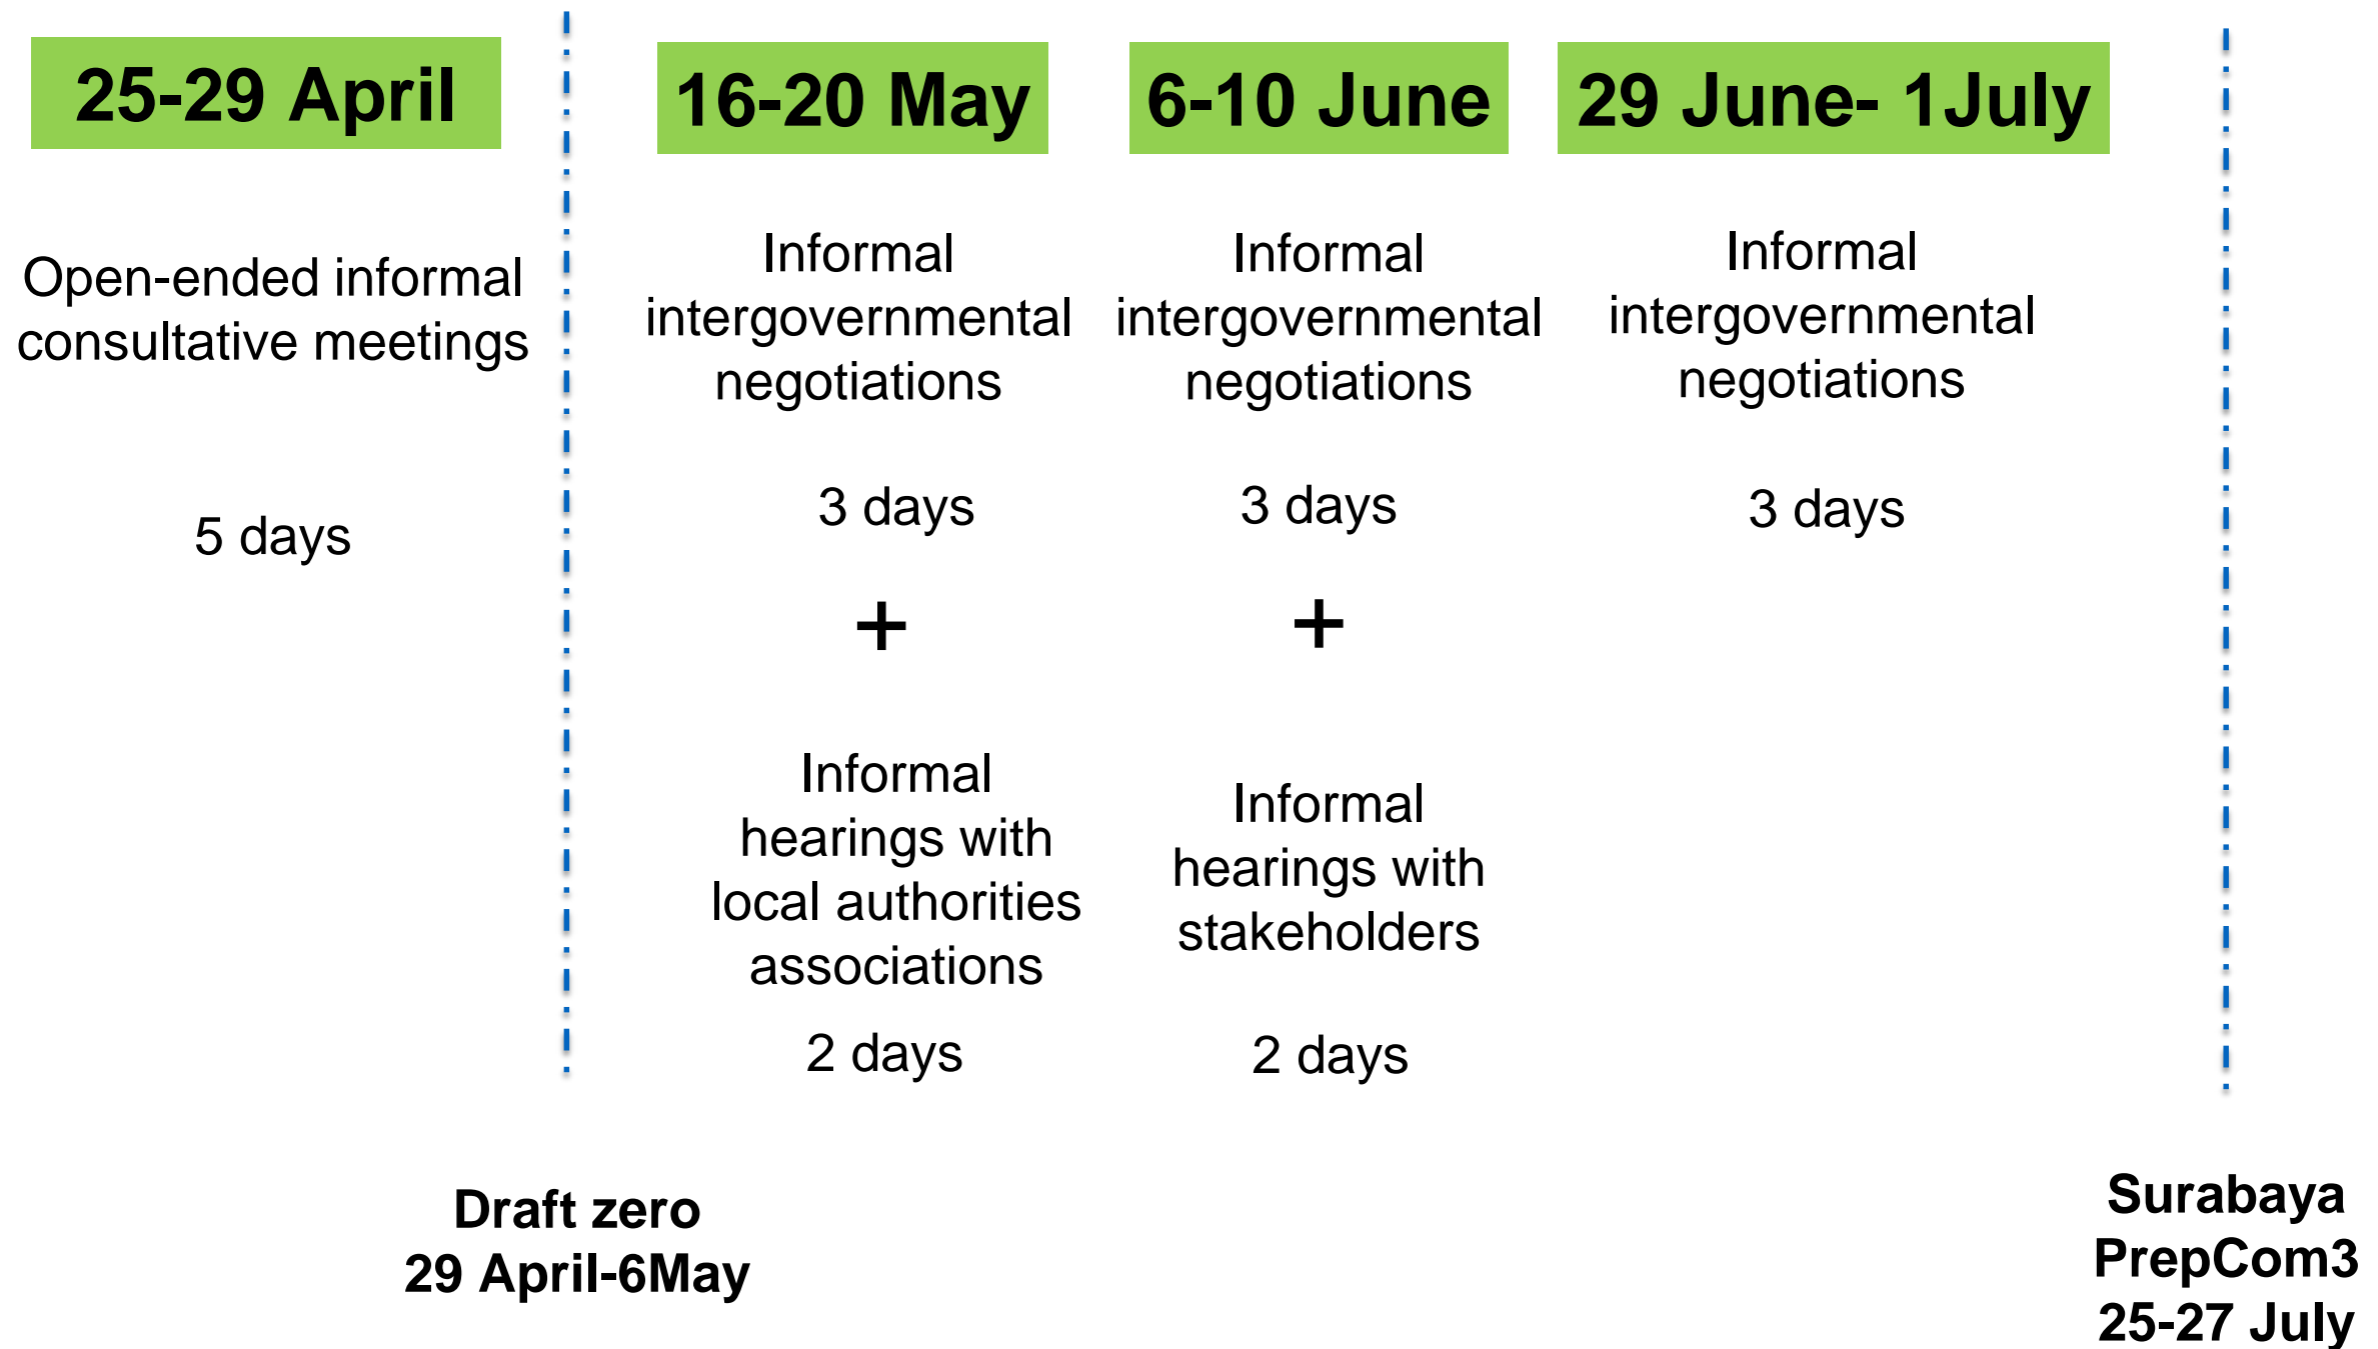 25-29 April
Open-ended informal
consultative meetings
5 days
16-20 May
Informal
intergovernmental
negotiations
3 days
+
Informal
hearings with
local authorities
associations
2 days
6-10 June
Informal
intergovernmental
negotiations
3 days
+
Informal
hearings with
stakeholders
2 days
29 June- 1July
Informal
intergovernmental
negotiations
3 days
Draft zero
29 April-6May
Surabaya
PrepCom3
25-27 July